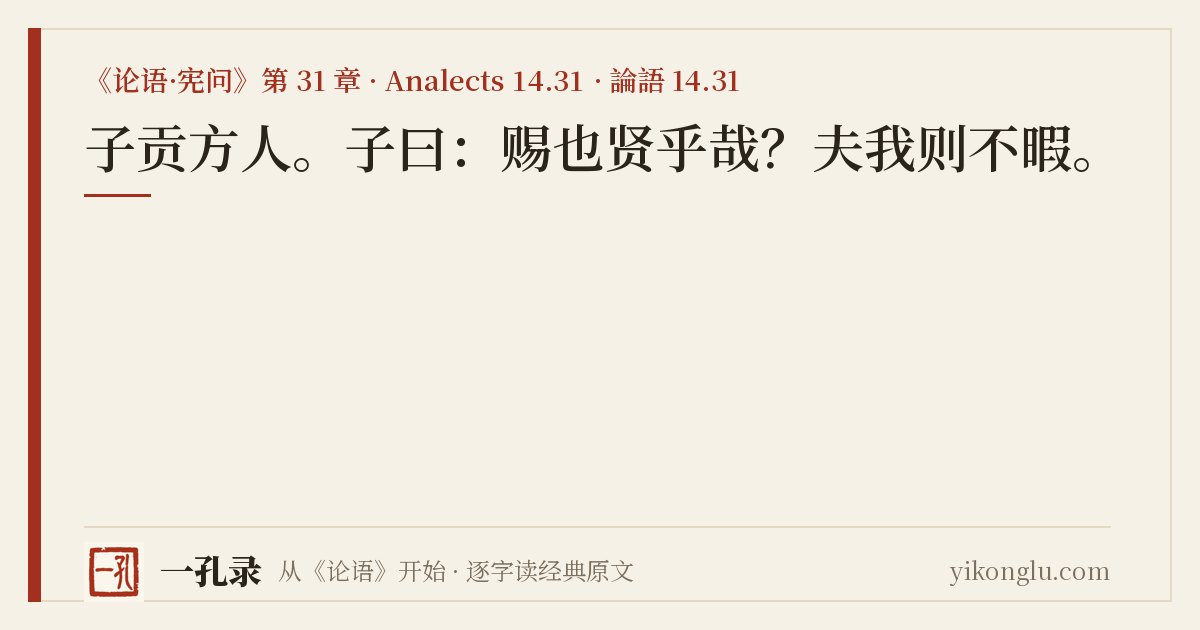 《论语·宪问》第 31 章 · Analects 14.31 · 論語 14.31
子贡方人。子曰：赐也贤乎哉？夫我则不暇。
一孔
一孔录 从《论语》开始 · 逐字读经典原文 yikonglu.com